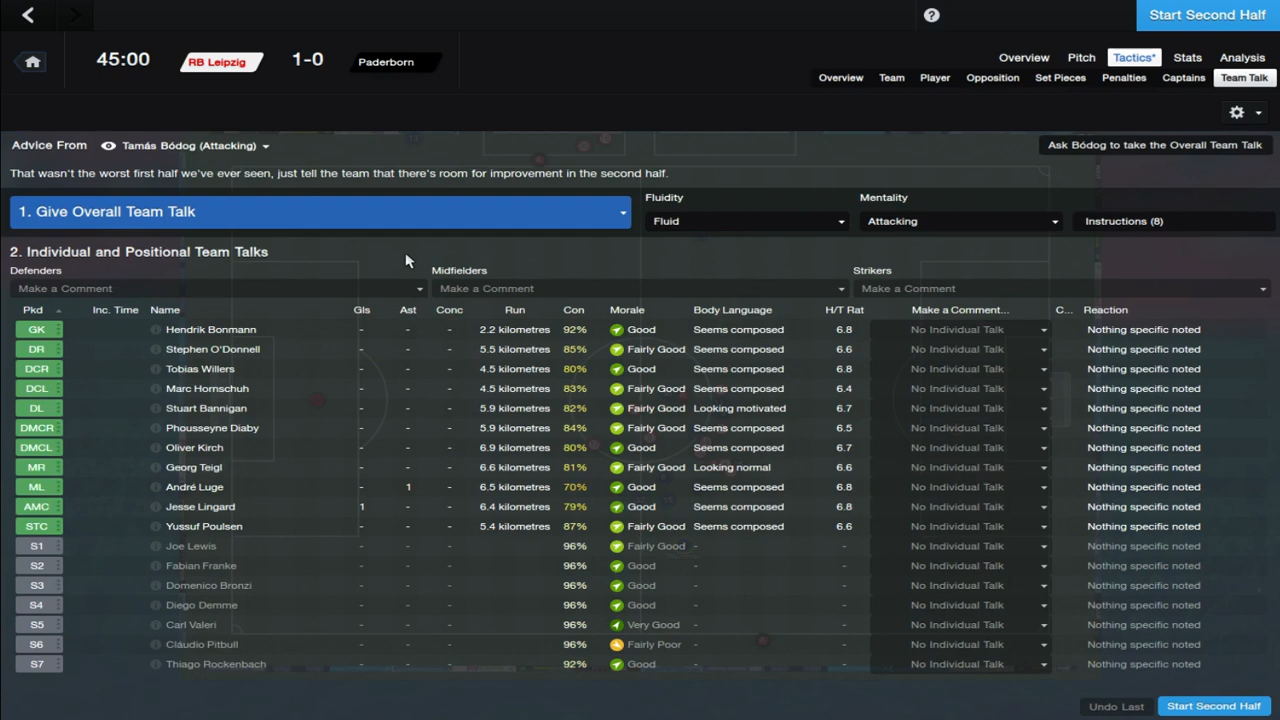 Start Second Half
45:00 RB Leipzig 1-0 Paderborn
Overview Pitch Tactics* Stats Analysis
Overview Team Player Opposition Set Pieces Penalties Captains Team Talk
Advice From Tamás Bódog (Attacking) Ask Bódog to take the Overall Team Talk
That wasn't the worst first half we've ever seen, just tell the team that there's room for improvement in the second half.
Fluidity Mentality
1. Give Overall Team Talk Fluid Attacking Instructions (8)
2. Individual and Positional Team Talks
Defenders Midfielders Strikers
Make a Comment Make a Comment Make a Comment
Pkd Inc. Time Name Gls Ast Conc Run Con Morale Body Language H/T Rat Make a Comment... C... Reaction
GK Hendrik Bonmann - - - 2.2 kilometres 92% Good Seems composed 6.8 No Individual Talk Nothing specific noted
DR Stephen O'Donnell - - - 5.5 kilometres 85% Fairly Good Seems composed 6.6 No Individual Talk Nothing specific noted
DCR Tobias Willers - - - 4.5 kilometres 80% Good Seems composed 6.8 No Individual Talk Nothing specific noted
DCL Marc Hornschuh - - - 4.5 kilometres 83% Fairly Good Seems composed 6.4 No Individual Talk Nothing specific noted
DL Stuart Bannigan - - - 5.9 kilometres 82% Fairly Good Looking motivated 6.7 No Individual Talk Nothing specific noted
DMCR Phousseyne Diaby - - - 5.9 kilometres 84% Fairly Good Seems composed 6.5 No Individual Talk Nothing specific noted
DMCL Oliver Kirch - - - 6.9 kilometres 80% Good Seems composed 6.7 No Individual Talk Nothing specific noted
MR Georg Teigl - - - 6.6 kilometres 81% Fairly Good Looking normal 6.6 No Individual Talk Nothing specific noted
ML André Luge - 1 - 6.5 kilometres 70% Good Seems composed 6.8 No Individual Talk Nothing specific noted
AMC Jesse Lingard 1 - - 6.4 kilometres 79% Good Seems composed 6.8 No Individual Talk Nothing specific noted
STC Yussuf Poulsen - - - 5.4 kilometres 87% Fairly Good Seems composed 6.6 No Individual Talk Nothing specific noted
S1 Joe Lewis - - - 96% Fairly Good - - No Individual Talk Nothing specific noted
S2 Fabian Franke - - - 96% Good - - No Individual Talk Nothing specific noted
S3 Domenico Bronzi - - - 96% Good - - No Individual Talk Nothing specific noted
S4 Diego Demme - - - 96% Good - - No Individual Talk Nothing specific noted
S5 Carl Valeri - - - 96% Very Good - - No Individual Talk Nothing specific noted
S6 Cláudio Pitbull - - - 96% Fairly Poor - - No Individual Talk Nothing specific noted
S7 Thiago Rockenbach - - - 92% Good - - No Individual Talk Nothing specific noted
Undo Last Start Second Half